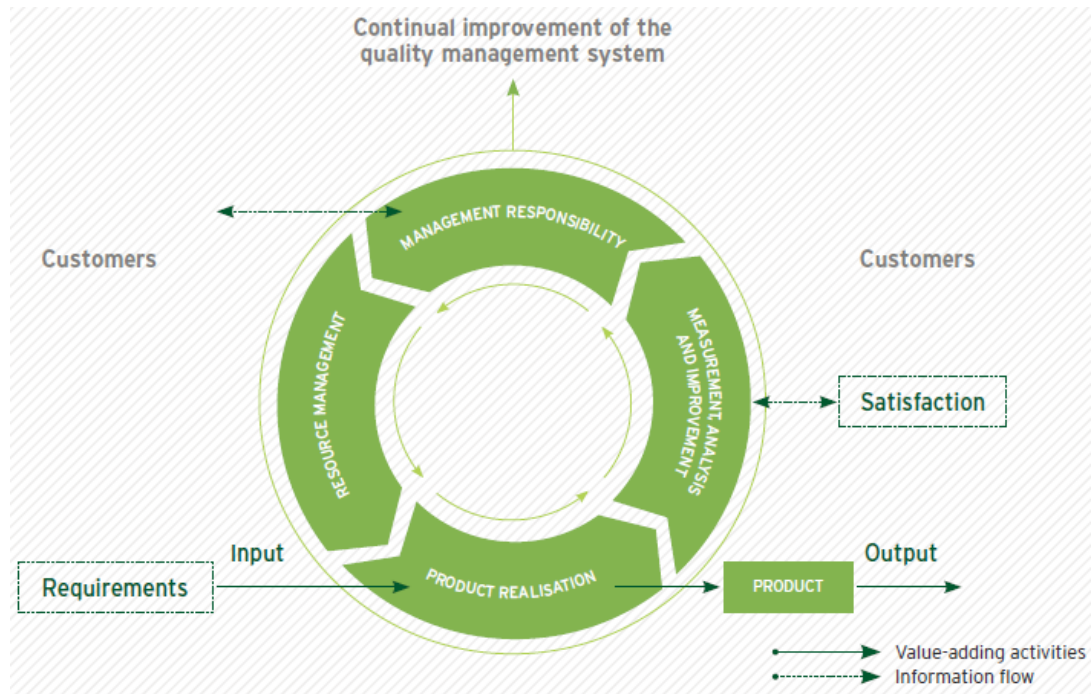 Continual improvement of the
quality management system
MANAGEMENT RESPONSIBILITY
Customers
Customers
RESOURCE MANAGEMENT
MEASUREMENT, ANALYSIS
AND IMPROVEMENT
Satisfaction
Input
Output
Requirements
PRODUCT REALISATION
PRODUCT
Value-adding activities
Information flow